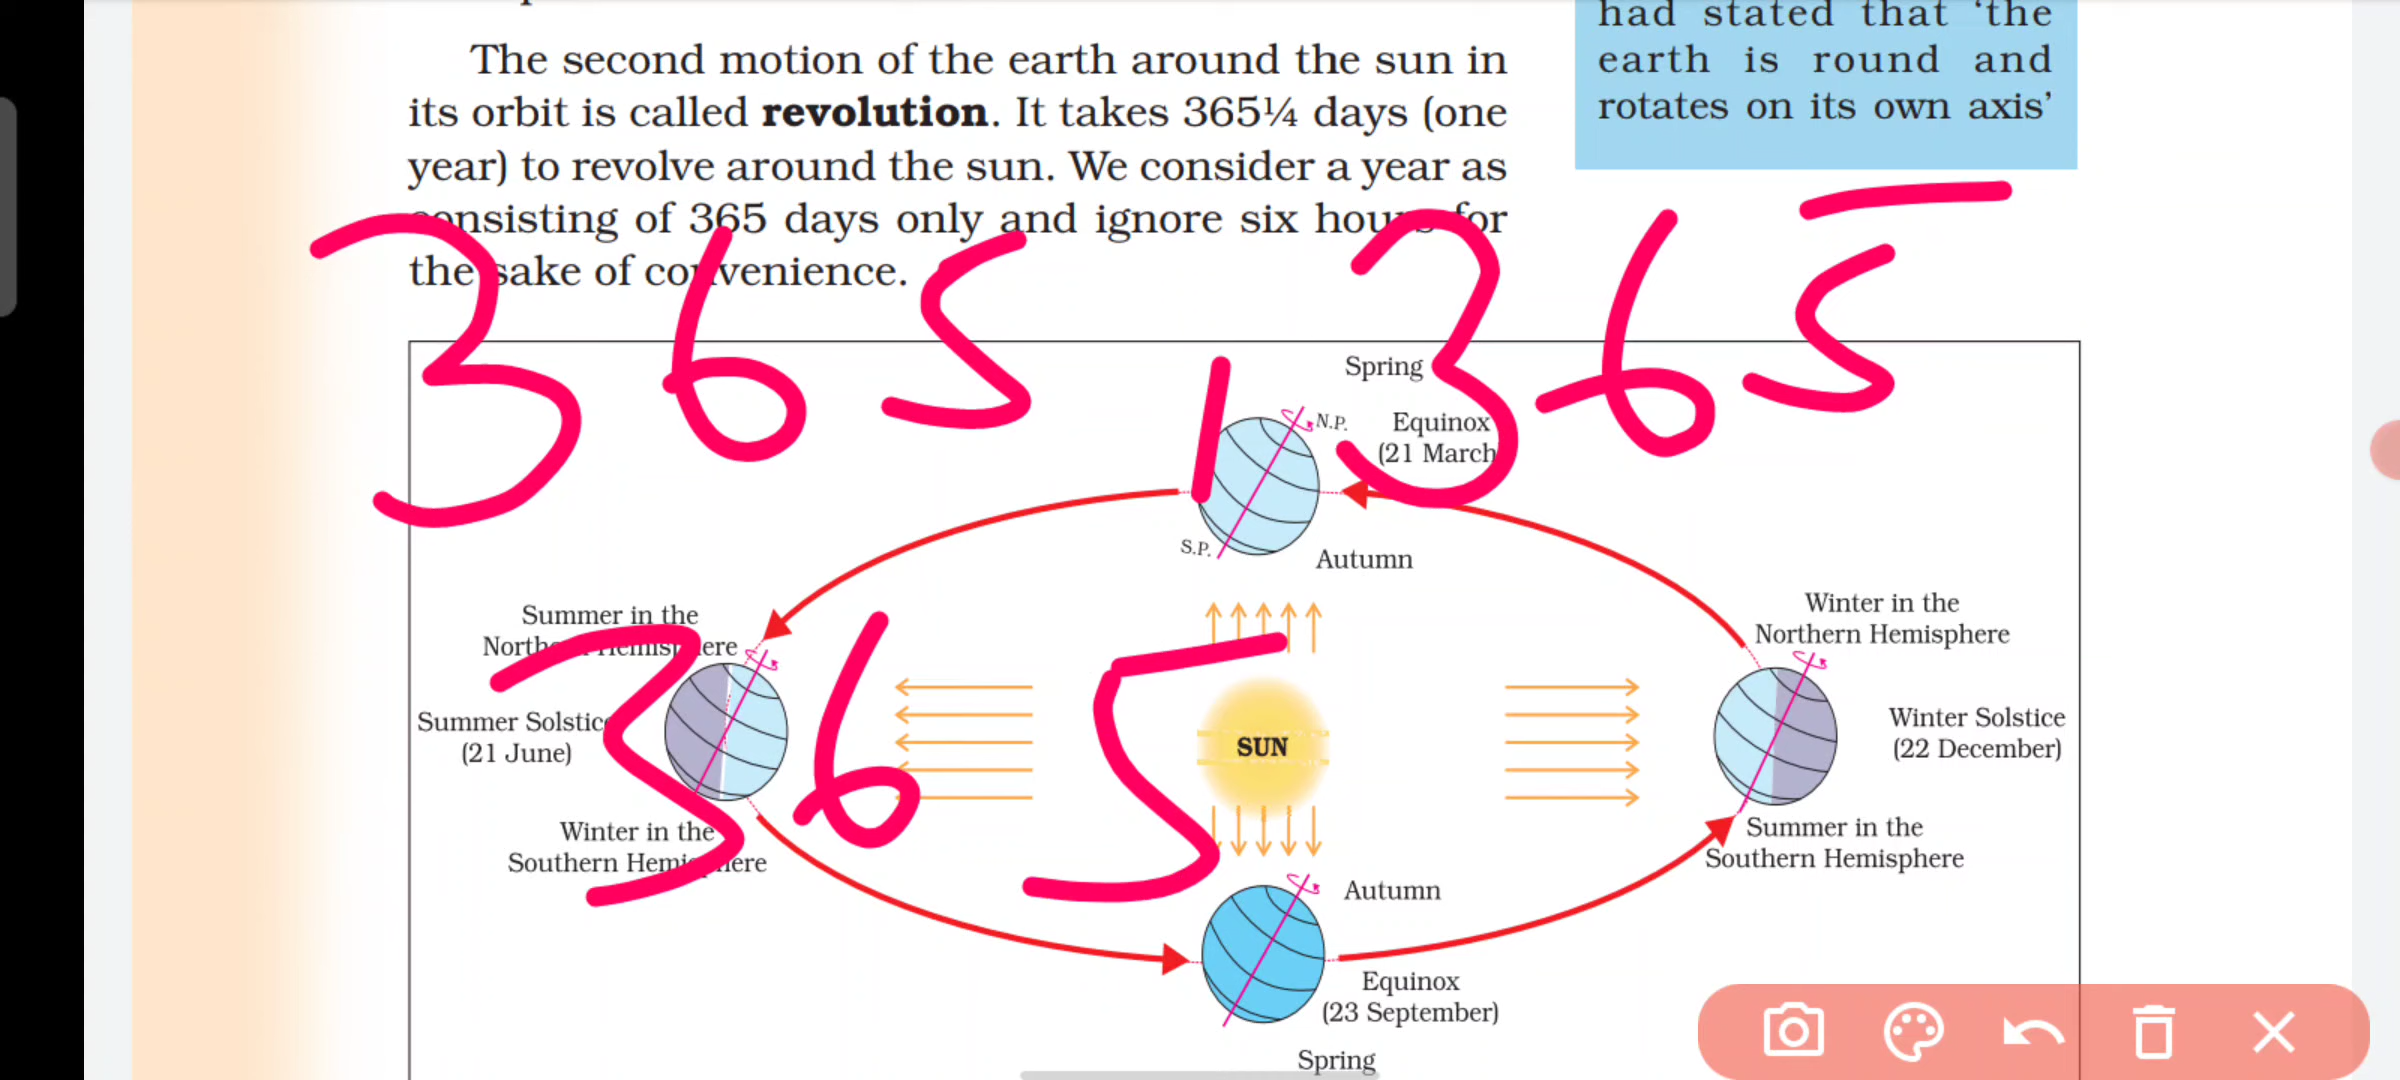 had stated that ‘the
earth is round and
rotates on its own axis’
The second motion of the earth around the sun in
its orbit is called revolution. It takes 365¼ days (one
year) to revolve around the sun. We consider a year as
consisting of 365 days only and ignore six hours for
the sake of convenience.
365
365
Spring
N.P.
Equinox
(21 March
S.P.
Autumn
Summer in the
Northern Hemisphere
Winter in the
Northern Hemisphere
365
Summer Solstice
(21 June)
SUN
Winter Solstice
(22 December)
Winter in the
Southern Hemisphere
Summer in the
Southern Hemisphere
Autumn
Equinox
(23 September)
Spring